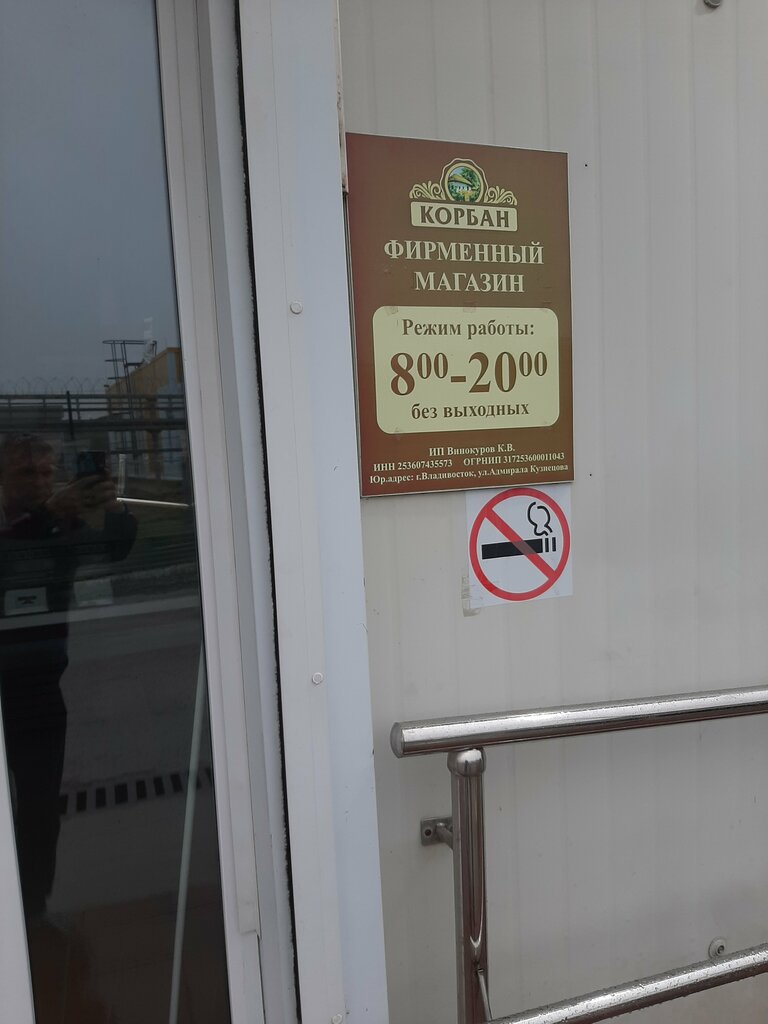 КОРБАН
ФИРМЕННЫЙ
МАГАЗИН
Режим работы:
8⁰⁰-20⁰⁰
без выходных
ИП Винокуров К.В.
ИНН 253607435573 ОГРНИП 317253600011043
Юр.адрес: г.Владивосток, ул.Адмирала Кузнецова